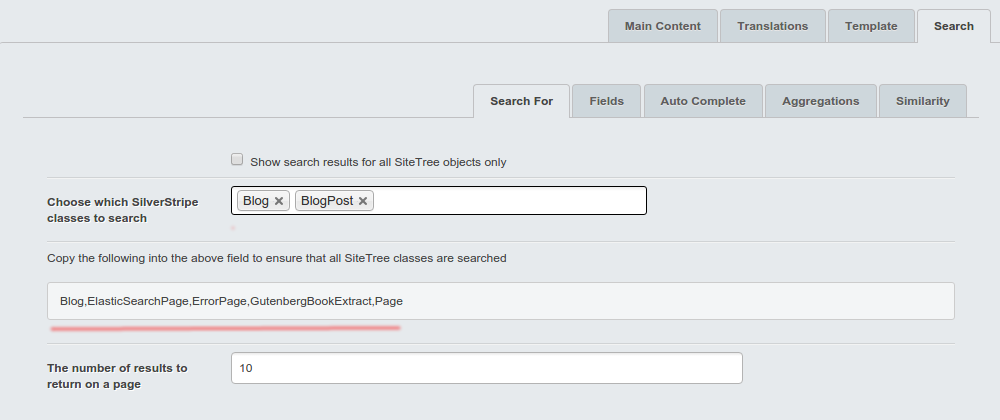 Main Content Translations Template Search
Search For Fields Auto Complete Aggregations Similarity
Show search results for all SiteTree objects only
Choose which SilverStripe
classes to search
Blog BlogPost
Copy the following into the above field to ensure that all SiteTree classes are searched
Blog,ElasticSearchPage,ErrorPage,GutenbergBookExtract,Page
The number of results to
return on a page
10